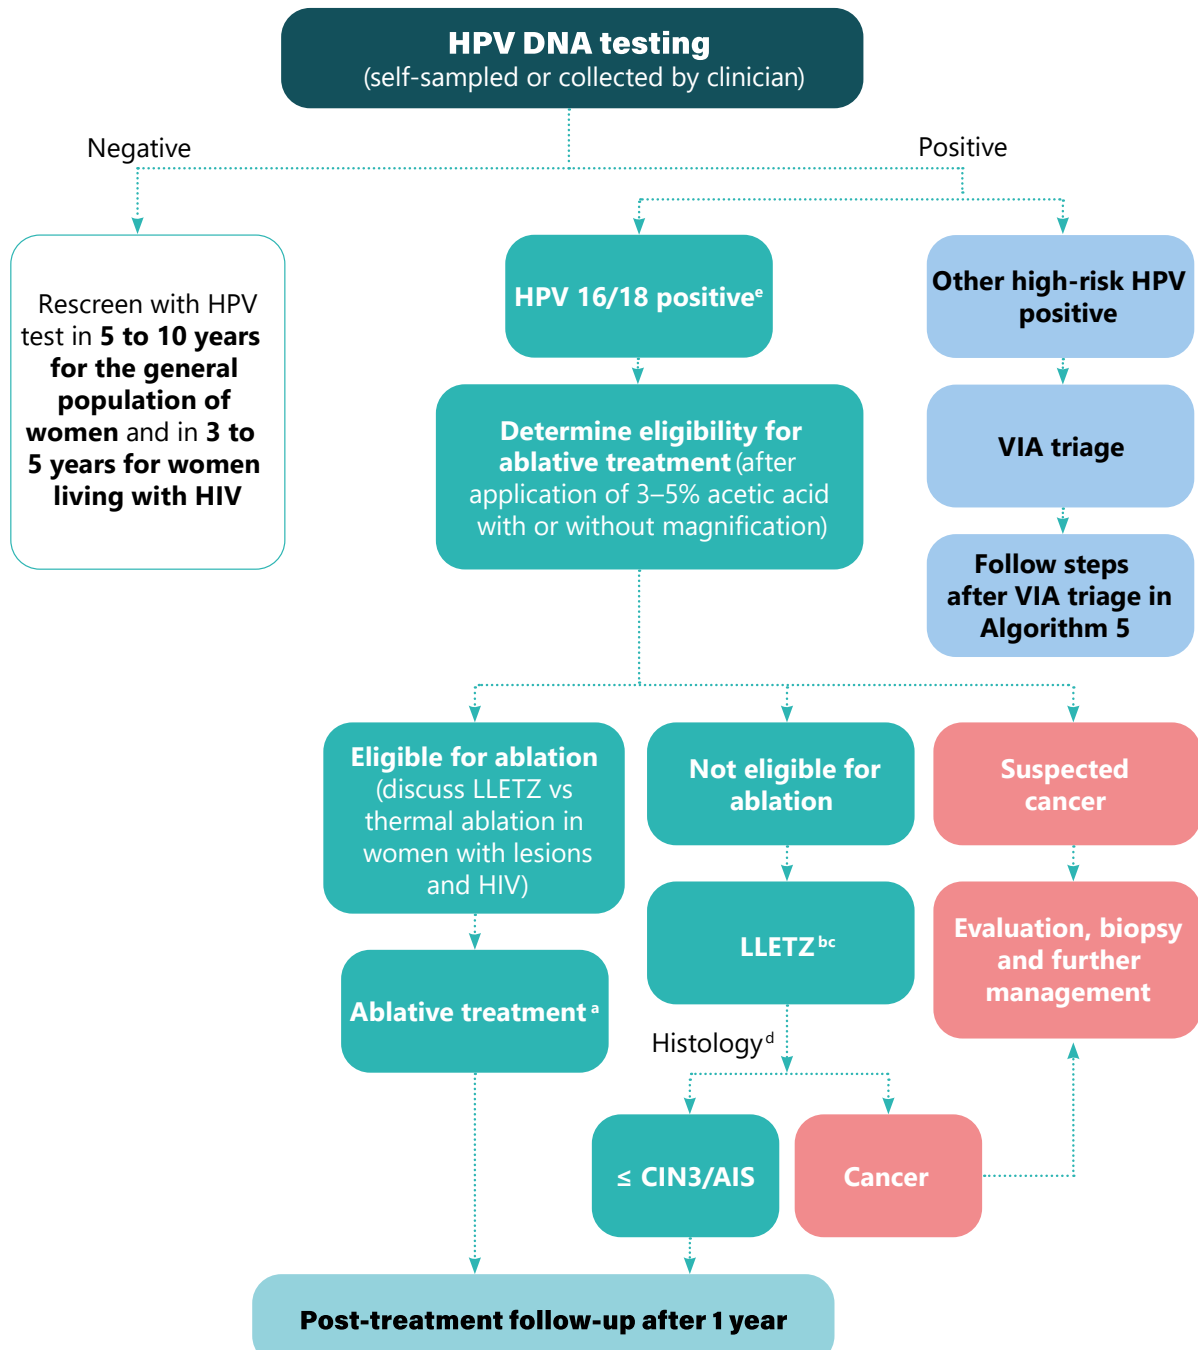 HPV DNA testing
(self-sampled or collected by clinician)
Negative
Positive
Rescreen with HPV
test in 5 to 10 years
for the general
population of
women and in 3 to
5 years for women
living with HIV
HPV 16/18 positiveᵉ
Other high-risk HPV
positive
Determine eligibility for
ablative treatment (after
application of 3–5% acetic acid
with or without magnification)
VIA triage
Follow steps
after VIA triage in
Algorithm 5
Eligible for ablation
(discuss LLETZ vs
thermal ablation in
women with lesions
and HIV)
Not eligible for
ablation
Suspected
cancer
Ablative treatment ᵃ
LLETZ ᵇᶜ
Evaluation, biopsy
and further
management
Histology ᵈ
≤ CIN3/AIS
Cancer
Post-treatment follow-up after 1 year